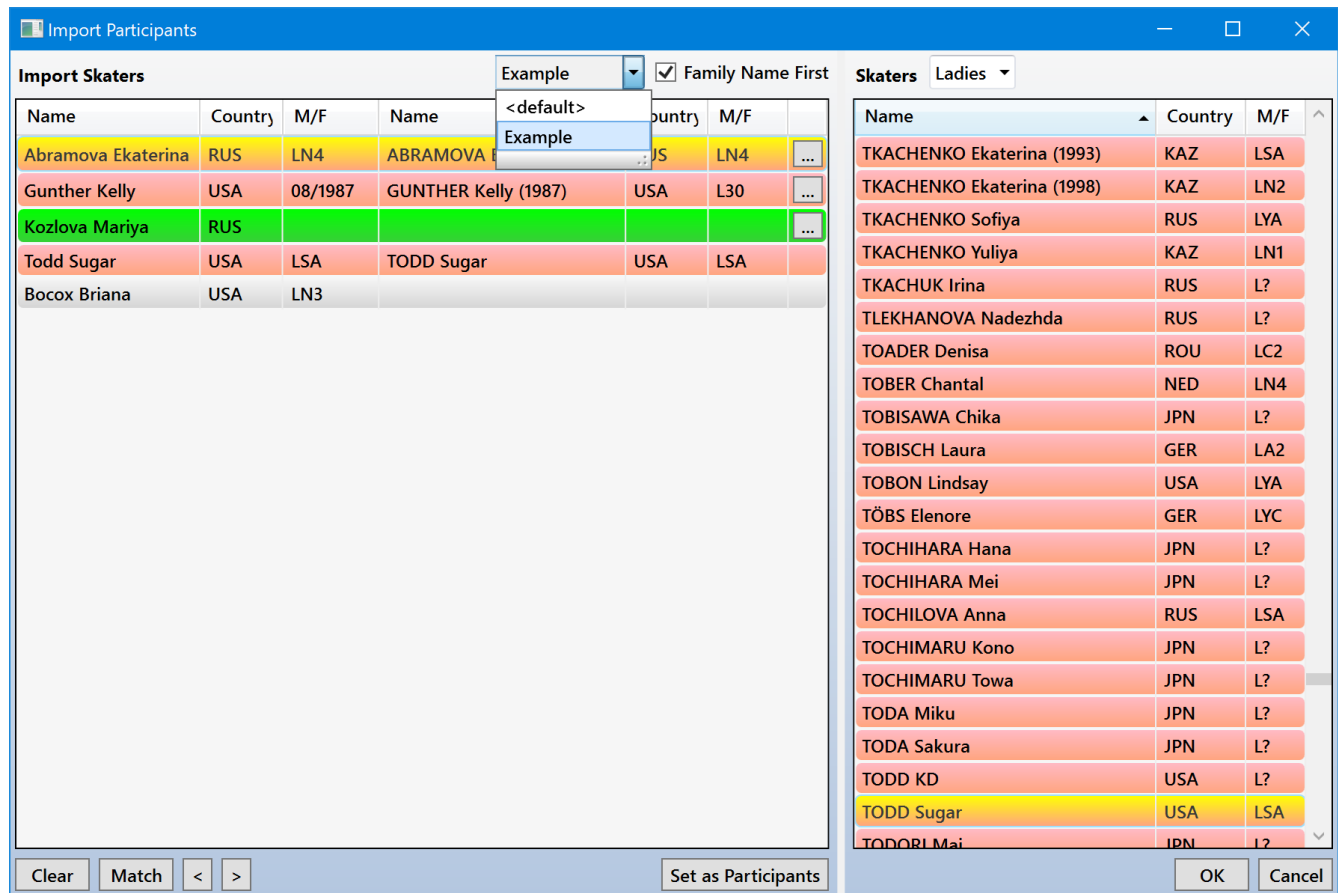 Import Participants
Import Skaters Example Family Name First Skaters Ladies
<default>
Example
Name Country M/F Name ountry M/F
Abramova Ekaterina RUS LN4 ABRAMOVA LN4 ...
Gunther Kelly USA 08/1987 GUNTHER Kelly (1987) USA L30 ...
Kozlova Mariya RUS ...
Todd Sugar USA LSA TODD Sugar USA LSA
Bocox Briana USA LN3
Clear Match < > Set as Participants
Name Country M/F
TKACHENKO Ekaterina (1993) KAZ LSA
TKACHENKO Ekaterina (1998) KAZ LN2
TKACHENKO Sofiya RUS LYA
TKACHENKO Yuliya KAZ LN1
TKACHUK Irina RUS L?
TLEKHANOVA Nadezhda RUS L?
TOADER Denisa ROU LC2
TOBER Chantal NED LN4
TOBISAWA Chika JPN L?
TOBISCH Laura GER LA2
TOBON Lindsay USA LYA
TÖBS Elenore GER LYC
TOCHIHARA Hana JPN L?
TOCHIHARA Mei JPN L?
TOCHILOVA Anna RUS LSA
TOCHIMARU Kono JPN L?
TOCHIMARU Towa JPN L?
TODA Miku JPN L?
TODA Sakura JPN L?
TODD KD USA L?
TODD Sugar USA LSA
TODORI Mai JPN L?
OK Cancel